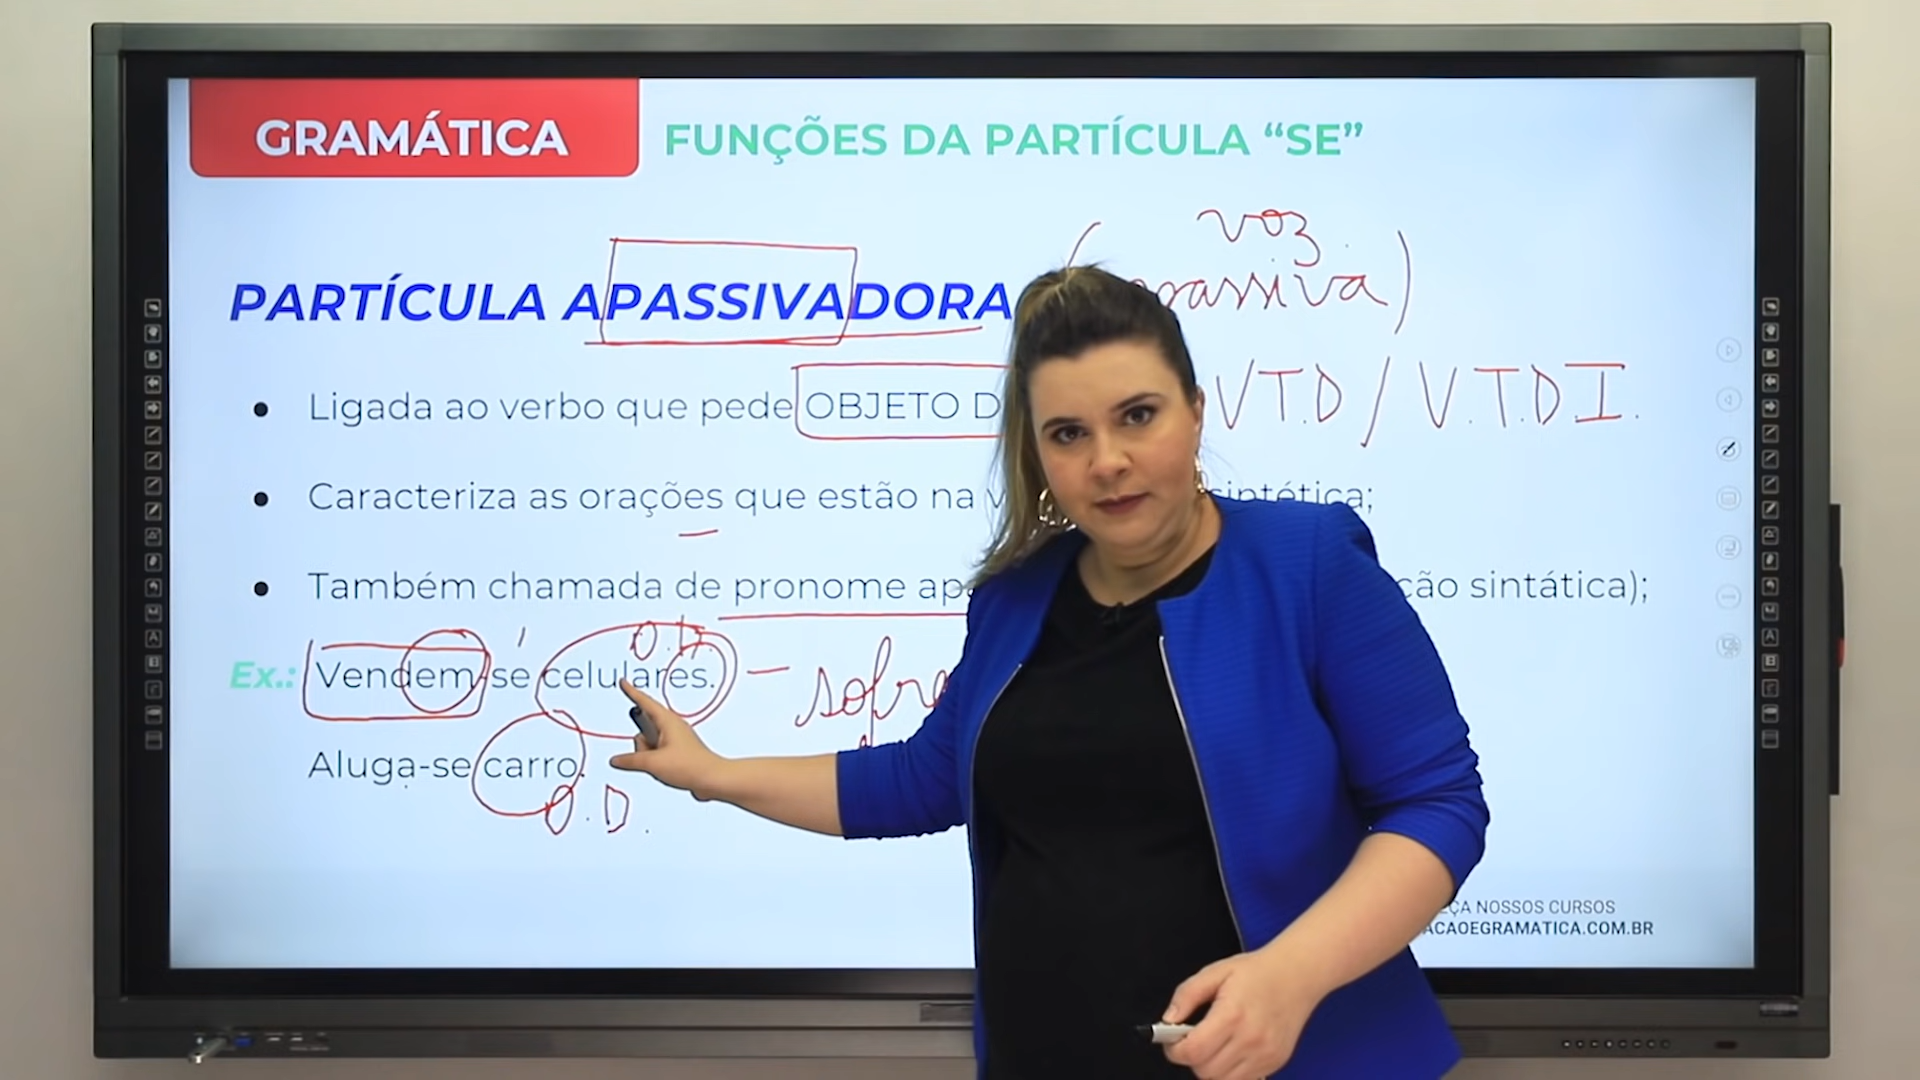 GRAMÁTICA FUNÇÕES DA PARTÍCULA “SE”
voz
PARTÍCULA APASSIVADORA passiva)
• Ligada ao verbo que pede OBJETO D V.T.D / V.T.D.I.
• Caracteriza as orações que estão na v sintética;
• Também chamada de pronome ap ção sintática);
O.D.
Ex.: Vendem-se celulares. – sofre
Aluga-se carro.
O.D.
ÇA NOSSOS CURSOS
ACAOEGRAMATICA.COM.BR